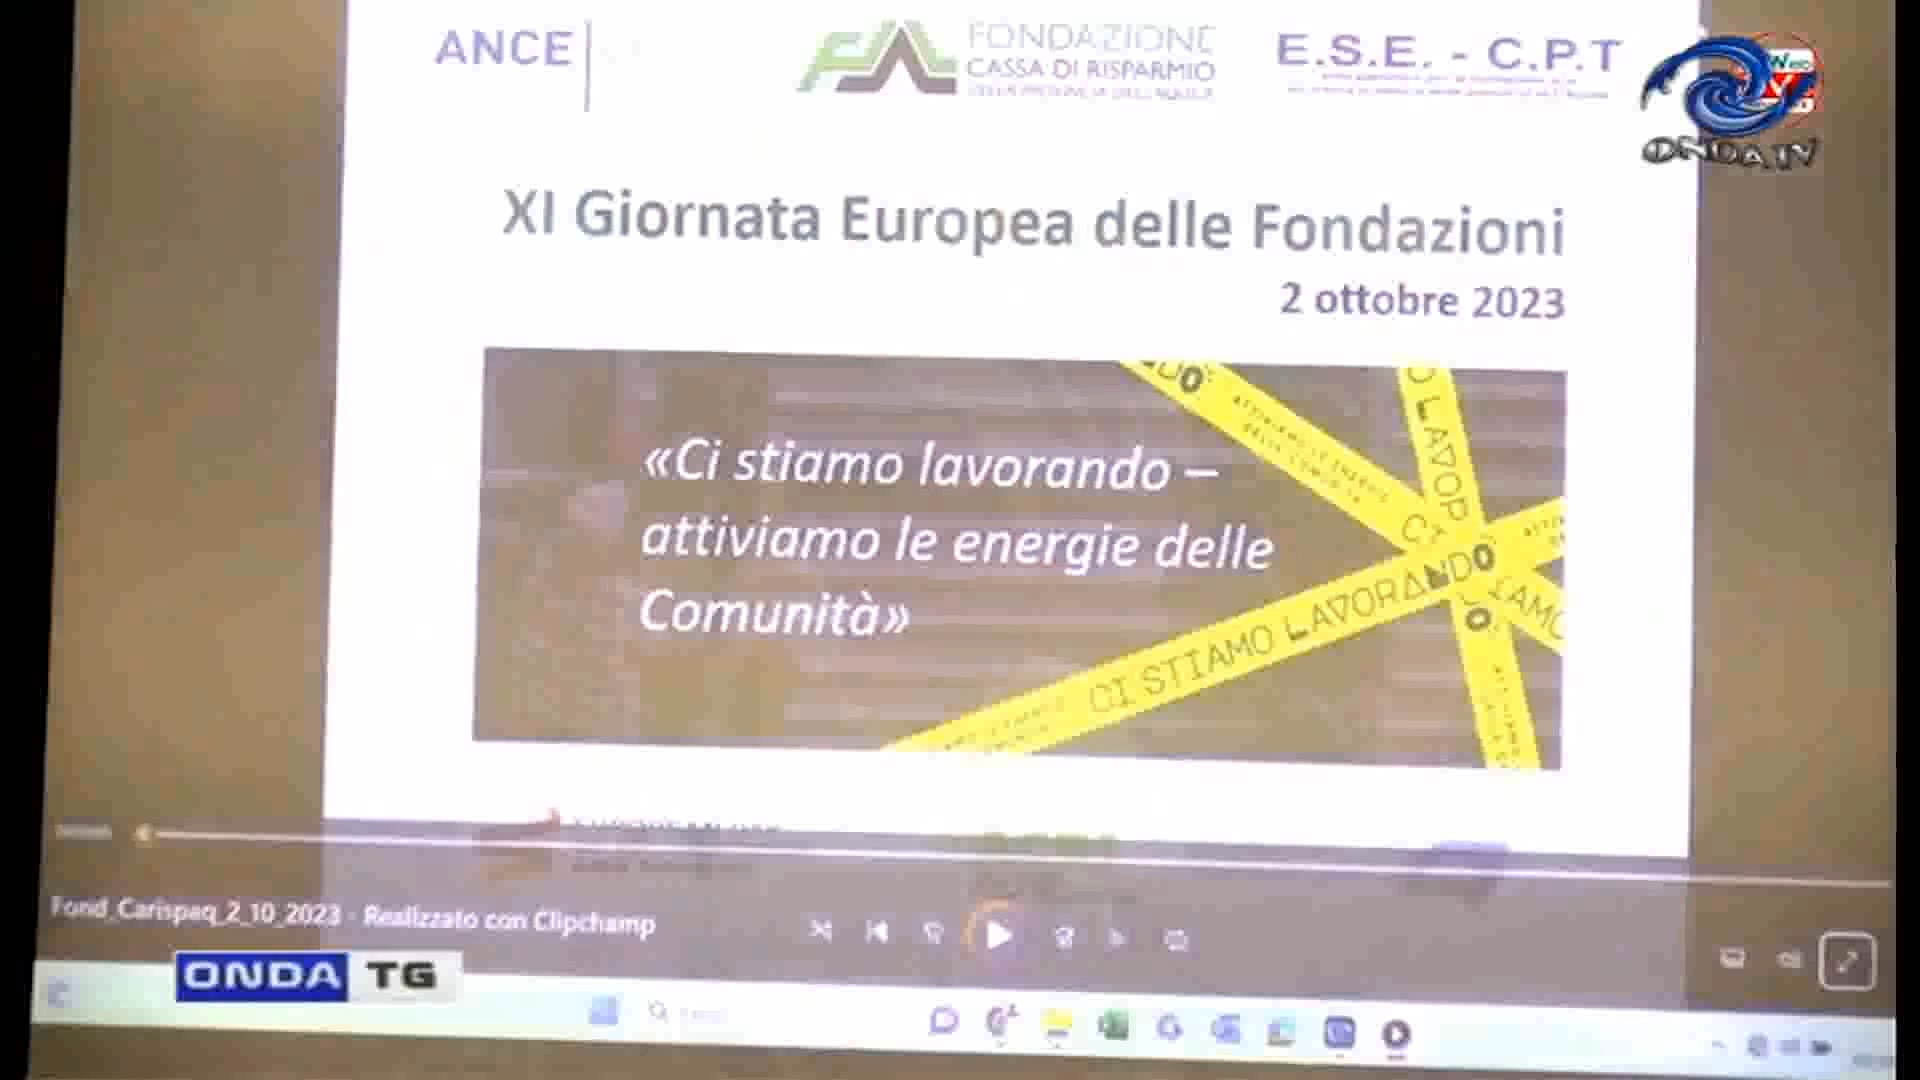 ANCE
FONDAZIONE
CASSA DI RISPARMIO
E.S.E. - C.P.T
ONDA TV
XI Giornata Europea delle Fondazioni
2 ottobre 2023
«Ci stiamo lavorando –
attiviamo le energie delle
Comunità»
CI STIAMO LAVORANDO
Fond_Carispaq_2_10_2023 - Realizzato con Clipchamp
ONDA TG